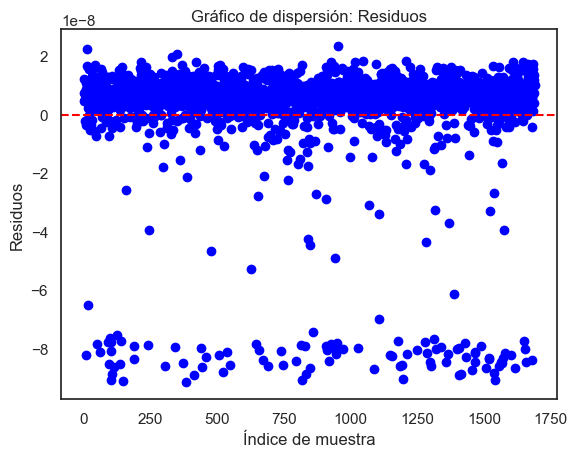 Gráfico de dispersión: Residuos
1e−8
2
0
−2
−4
−6
−8
Residuos
0 250 500 750 1000 1250 1500 1750
Índice de muestra